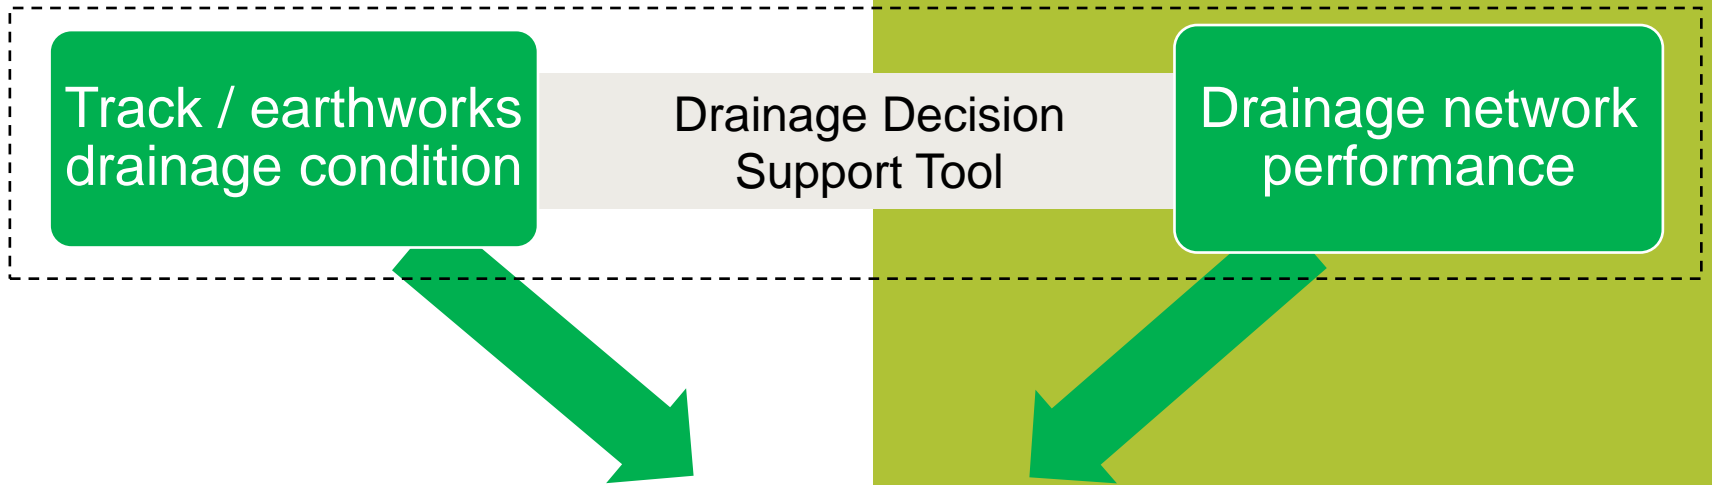 Track / earthworks
drainage condition
Drainage Decision
Support Tool
Drainage network
performance